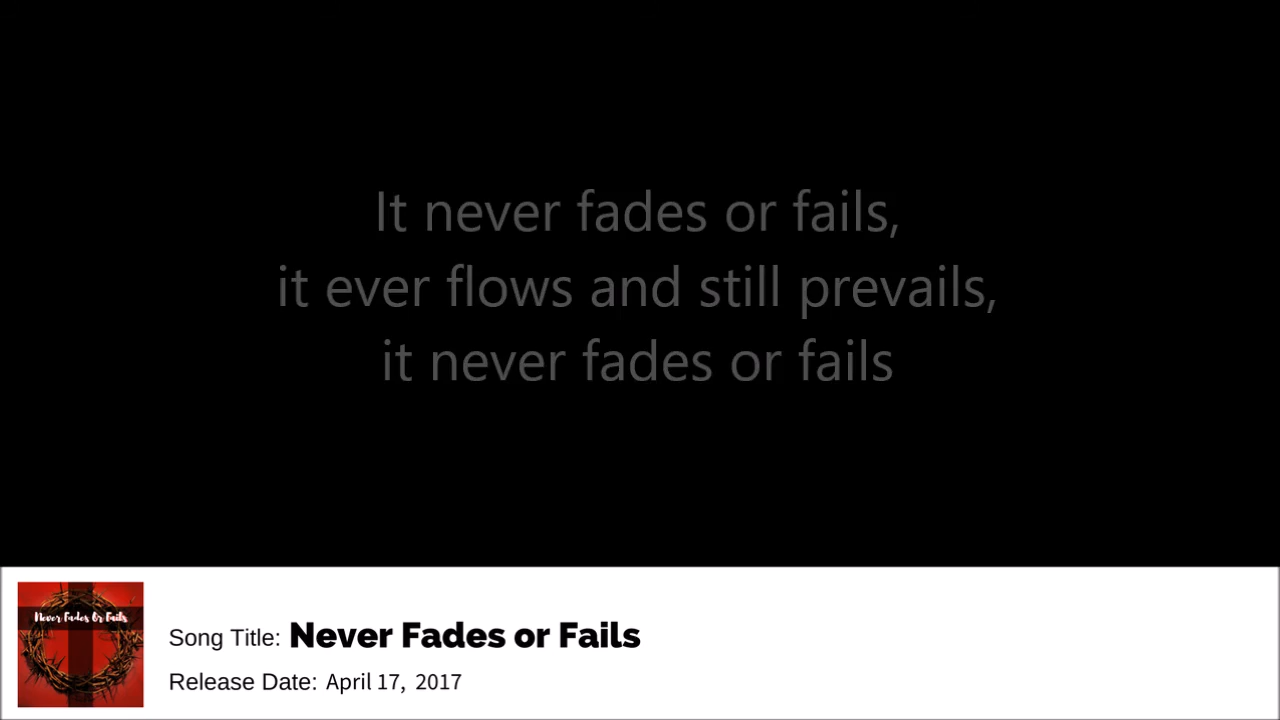 It never fades or fails,
it ever flows and still prevails,
it never fades or fails
Never Fades Or Fails
Song Title: Never Fades or Fails
Release Date: April 17, 2017